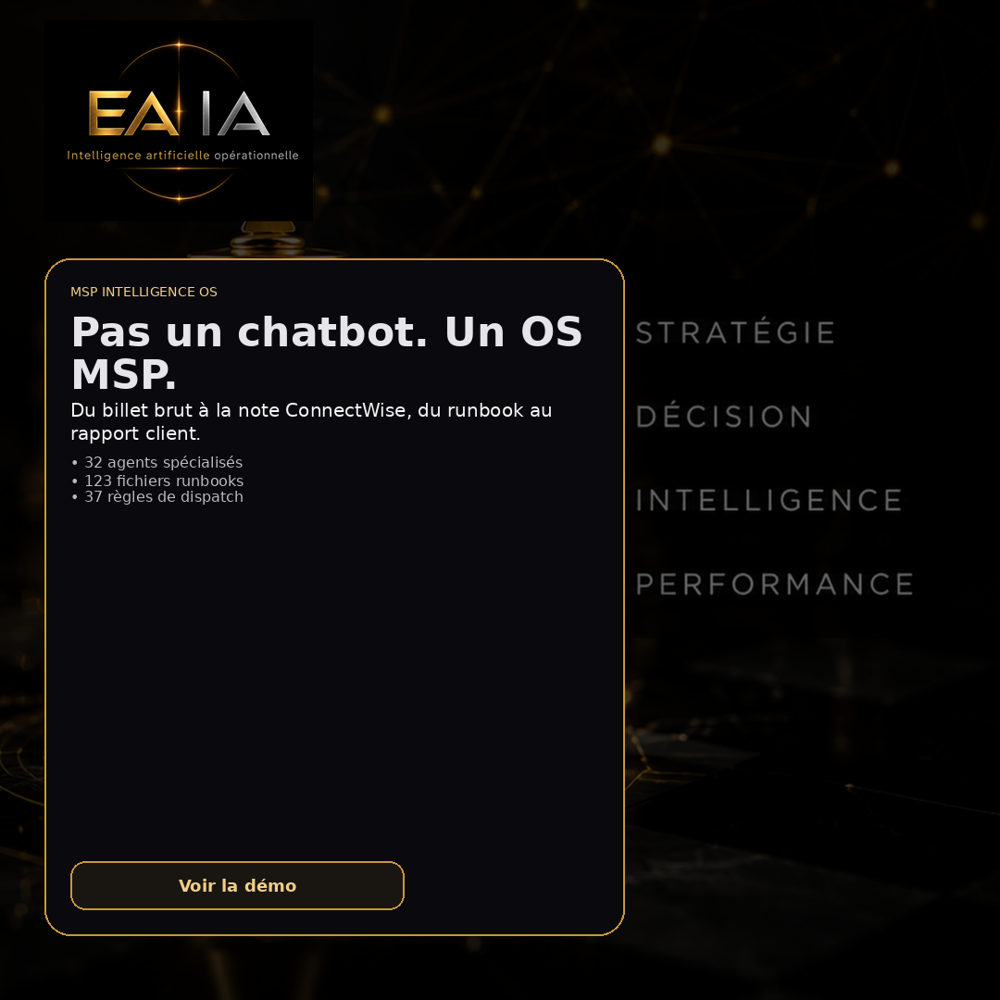 EA IA
Intelligence artificielle opérationnelle
MSP INTELLIGENCE OS
Pas un chatbot. Un OS
MSP.
Du billet brut à la note ConnectWise, du runbook au
rapport client.
• 32 agents spécialisés
• 123 fichiers runbooks
• 37 règles de dispatch
Voir la démo
STRATÉGIE
DÉCISION
INTELLIGENCE
PERFORMANCE